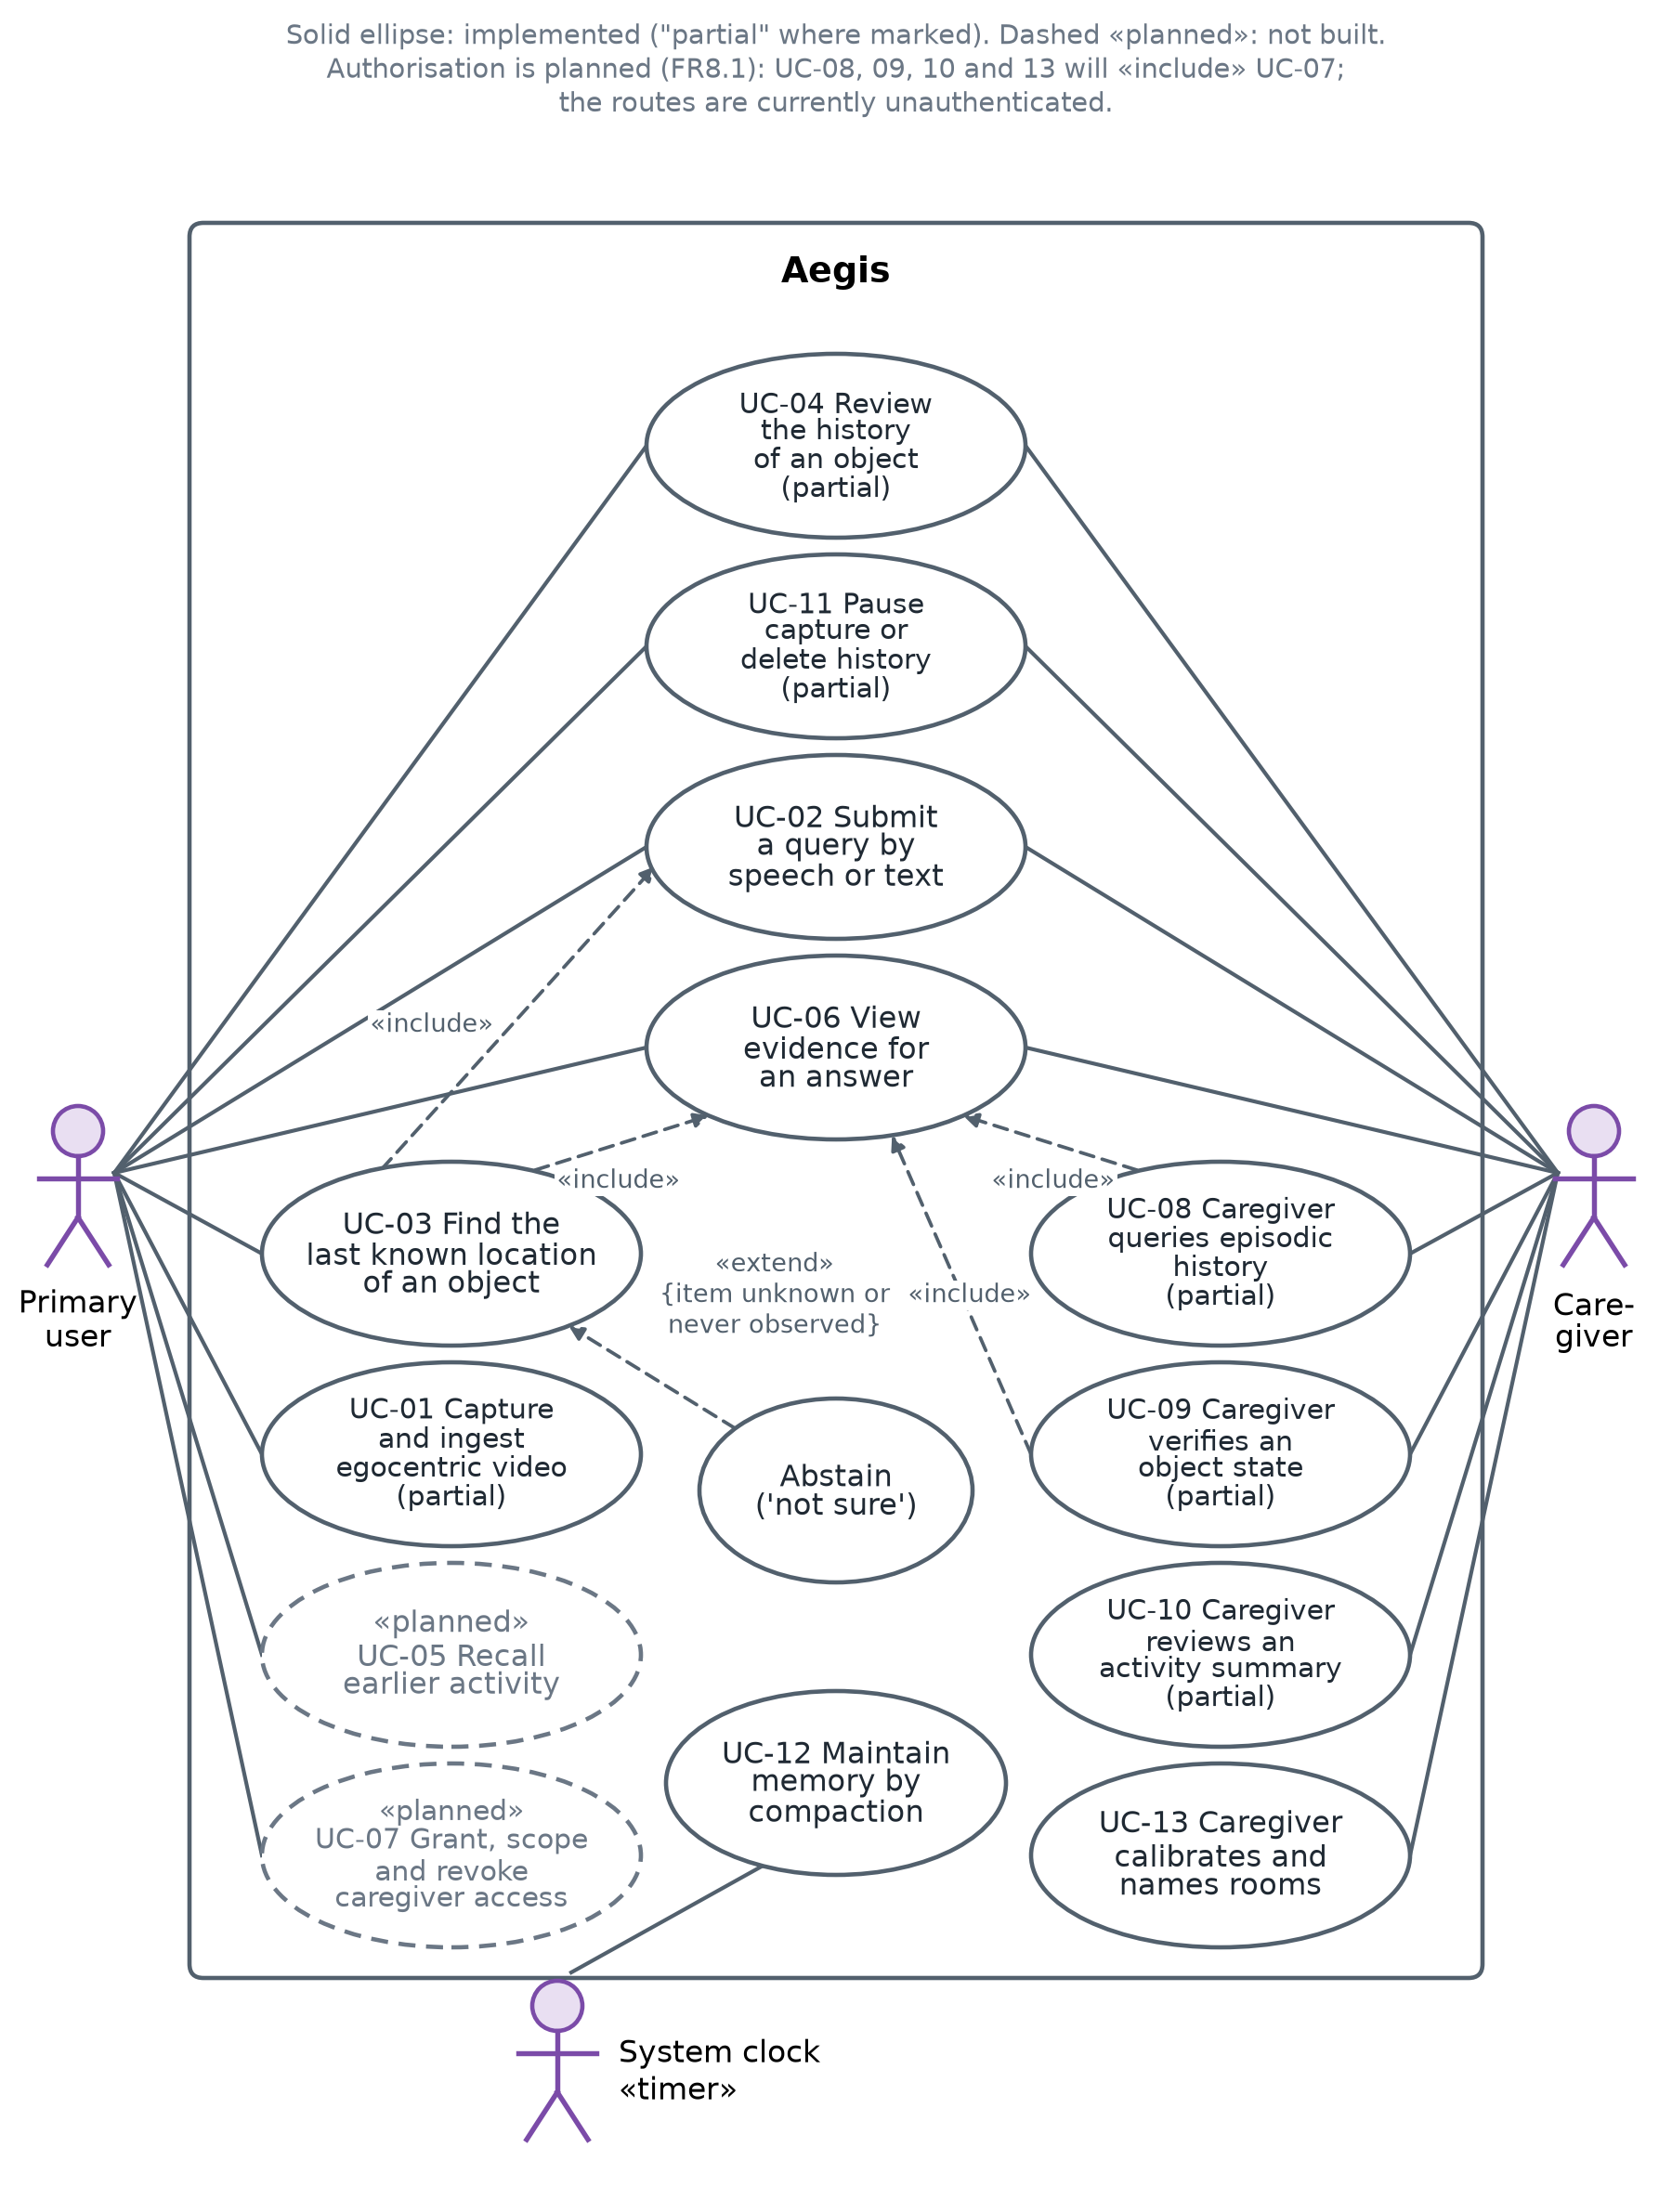 Solid ellipse: implemented ("partial" where marked). Dashed «planned»: not built.
Authorisation is planned (FR8.1): UC-08, 09, 10 and 13 will «include» UC-07;
the routes are currently unauthenticated.
Aegis
UC-04 Review
the history
of an object
(partial)
UC-11 Pause
capture or
delete history
(partial)
UC-02 Submit
a query by
speech or text
«include»
UC-06 View
evidence for
an answer
«include»
«include»
UC-03 Find the
last known location
of an object
«extend»
{item unknown or
never observed}
«include»
UC-08 Caregiver
queries episodic
history
(partial)
Primary
user
Care-
giver
UC-01 Capture
and ingest
egocentric video
(partial)
Abstain
('not sure')
UC-09 Caregiver
verifies an
object state
(partial)
«planned»
UC-05 Recall
earlier activity
UC-10 Caregiver
reviews an
activity summary
(partial)
UC-12 Maintain
memory by
compaction
«planned»
UC-07 Grant, scope
and revoke
caregiver access
UC-13 Caregiver
calibrates and
names rooms
System clock
«timer»